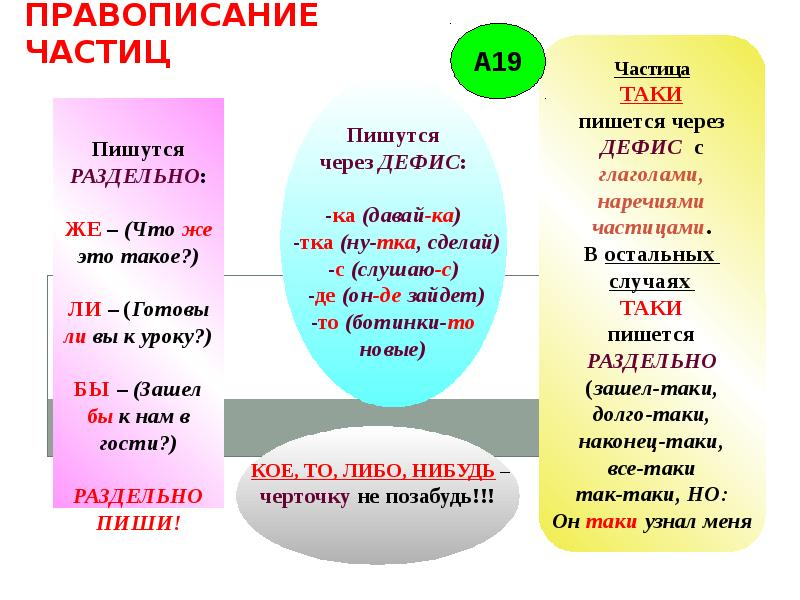 ПРАВОПИСАНИЕ
ЧАСТИЦ
А19
Пишутся
РАЗДЕЛЬНО:
ЖЕ – (Что же
это такое?)
ЛИ – (Готовы
ли вы к уроку?)
БЫ – (Зашел
бы к нам в
гости?)
РАЗДЕЛЬНО
ПИШИ!
Пишутся
через ДЕФИС:
-ка (давай-ка)
-тка (ну-тка, сделай)
-с (слушаю-с)
-де (он-де зайдет)
-то (ботинки-то
новые)
КОЕ, ТО, ЛИБО, НИБУДЬ –
черточку не позабудь!!!
Частица
ТАКИ
пишется через
ДЕФИС с
глаголами,
наречиями
частицами.
В остальных
случаях
ТАКИ
пишется
РАЗДЕЛЬНО
(зашел-таки,
долго-таки,
наконец-таки,
все-таки
так-таки, НО:
Он таки узнал меня